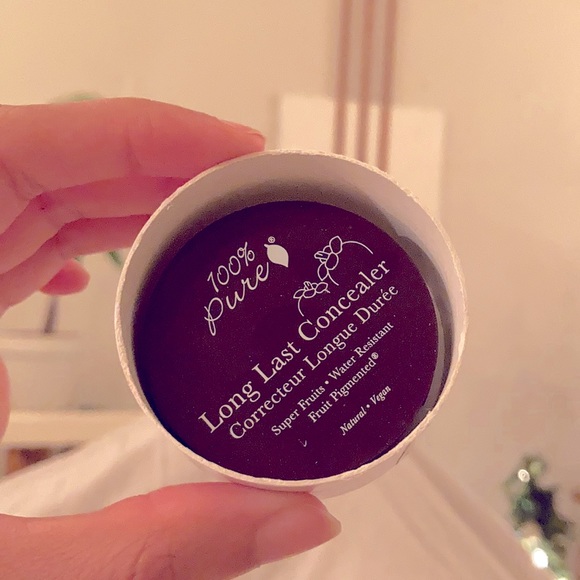 100%
Pure®
Long Last Concealer
Correcteur Longue Durée
Super Fruits • Water Resistant
Fruit Pigmented®
Natural • Vegan